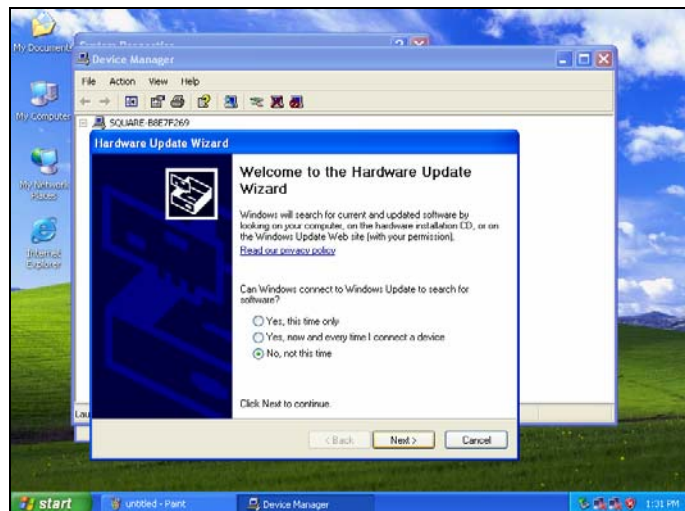 My Documents
Device Manager
File Action View Help
My Computer
SQUARE-B8E7F269
Hardware Update Wizard
Welcome to the Hardware Update
Wizard
Windows will search for current and updated software by
looking on your computer, on the hardware installation CD, or on
the Windows Update Web site (with your permission).
Read our privacy policy
My Network
Places
Internet
Explorer
Can Windows connect to Windows Update to search for
software?
Yes, this time only
Yes, now and every time I connect a device
No, not this time
Click Next to continue.
< Back Next > Cancel
start untitled - Paint Device Manager 1:31 PM